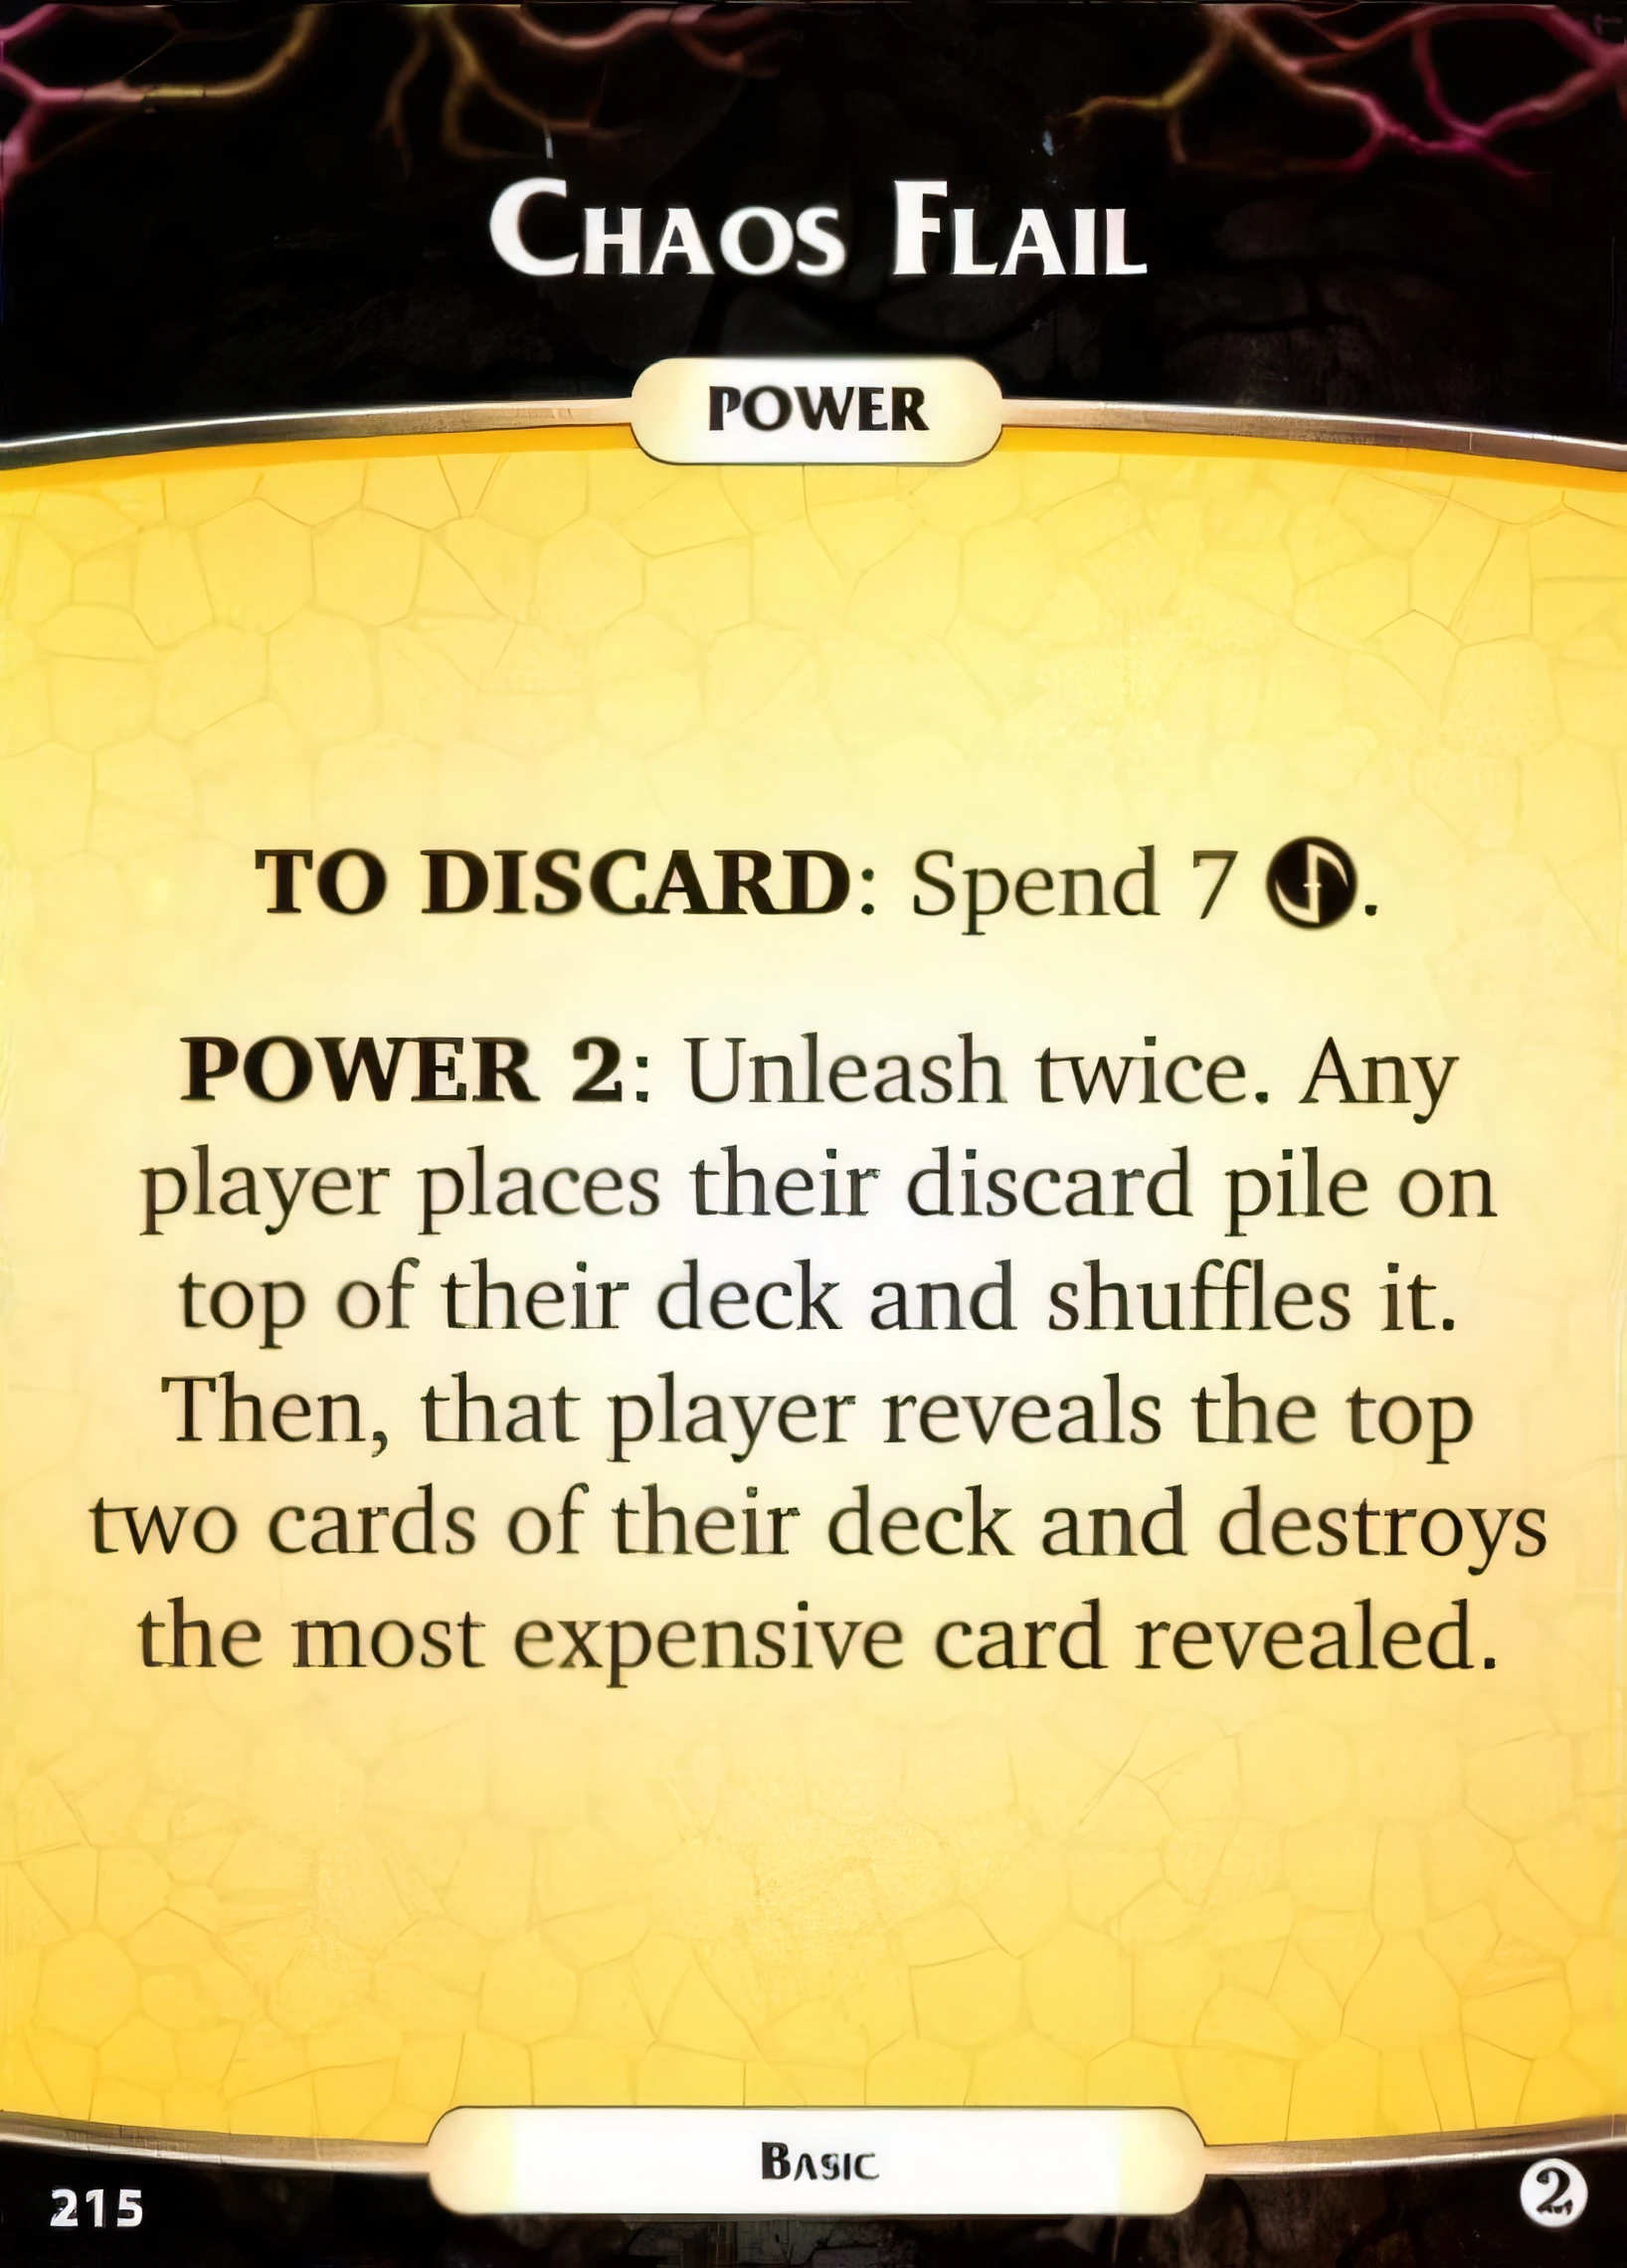 CHAOS FLAIL
POWER
TO DISCARD: Spend 7 .
POWER 2: Unleash twice. Any
player places their discard pile on
top of their deck and shuffles it.
Then, that player reveals the top
two cards of their deck and destroys
the most expensive card revealed.
BASIC
215
2